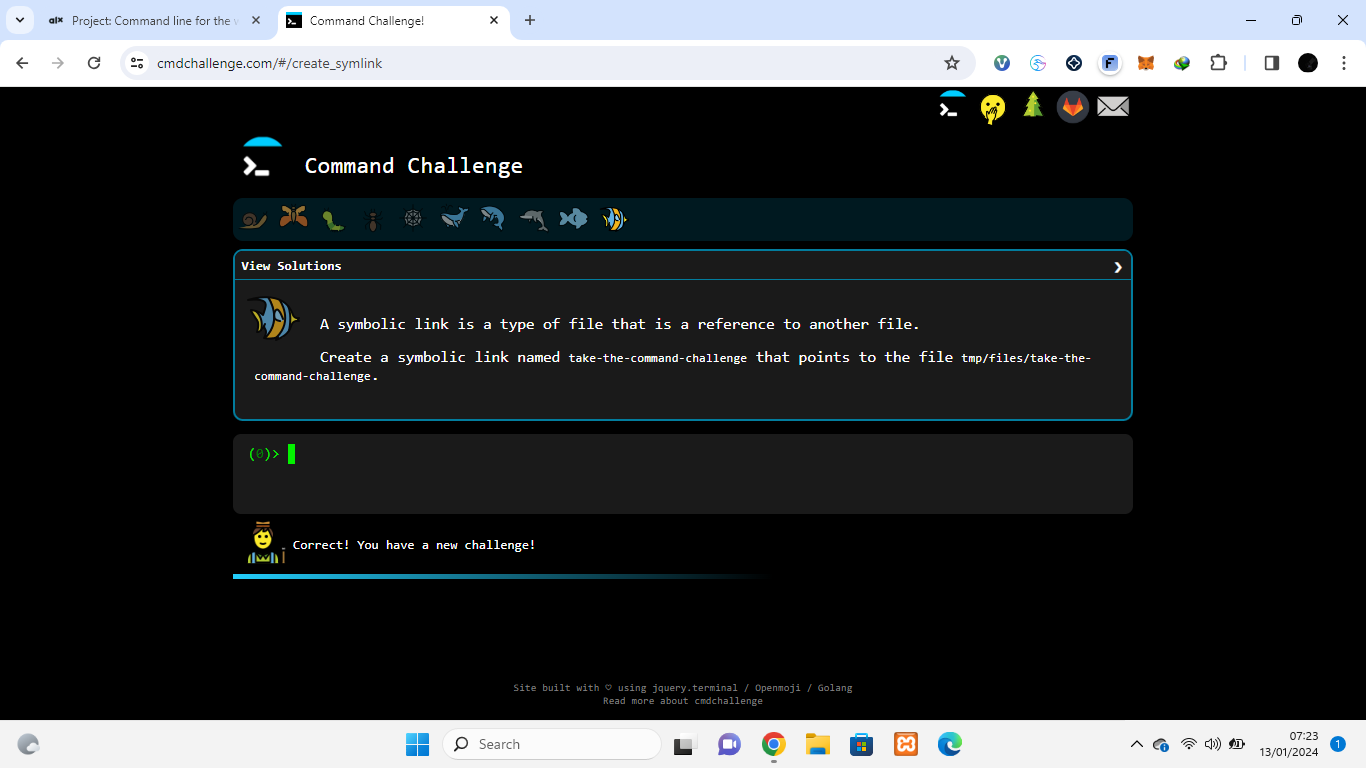 alx Project: Command line for the w
Command Challenge!
cmdchallenge.com/#/create_symlink
Command Challenge
View Solutions
A symbolic link is a type of file that is a reference to another file.
Create a symbolic link named take-the-command-challenge that points to the file tmp/files/take-the-
command-challenge.
(0)>
Correct! You have a new challenge!
Site built with ♡ using jquery.terminal / Openmoji / Golang
Read more about cmdchallenge
Search
07:23
13/01/2024
1